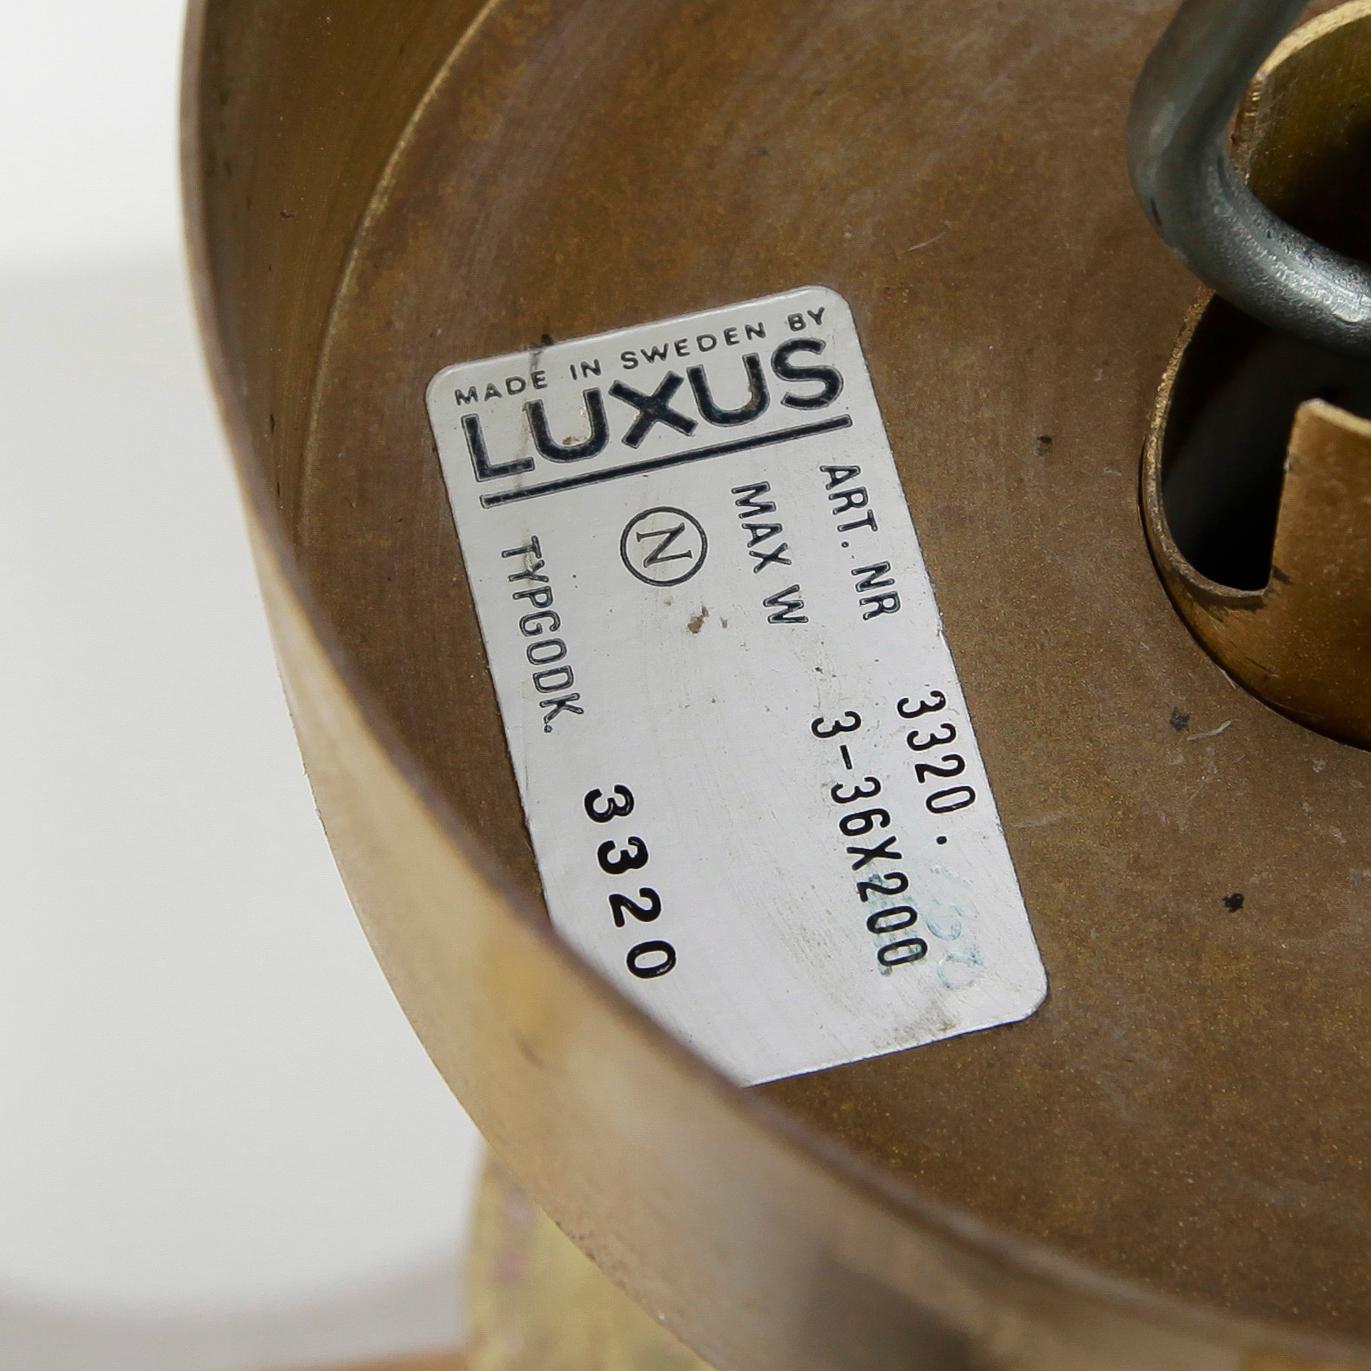 MADE IN SWEDEN BY
LUXUS
ART. NR 3320.
MAX W 3-36X200
N
TYPGODK. 3320